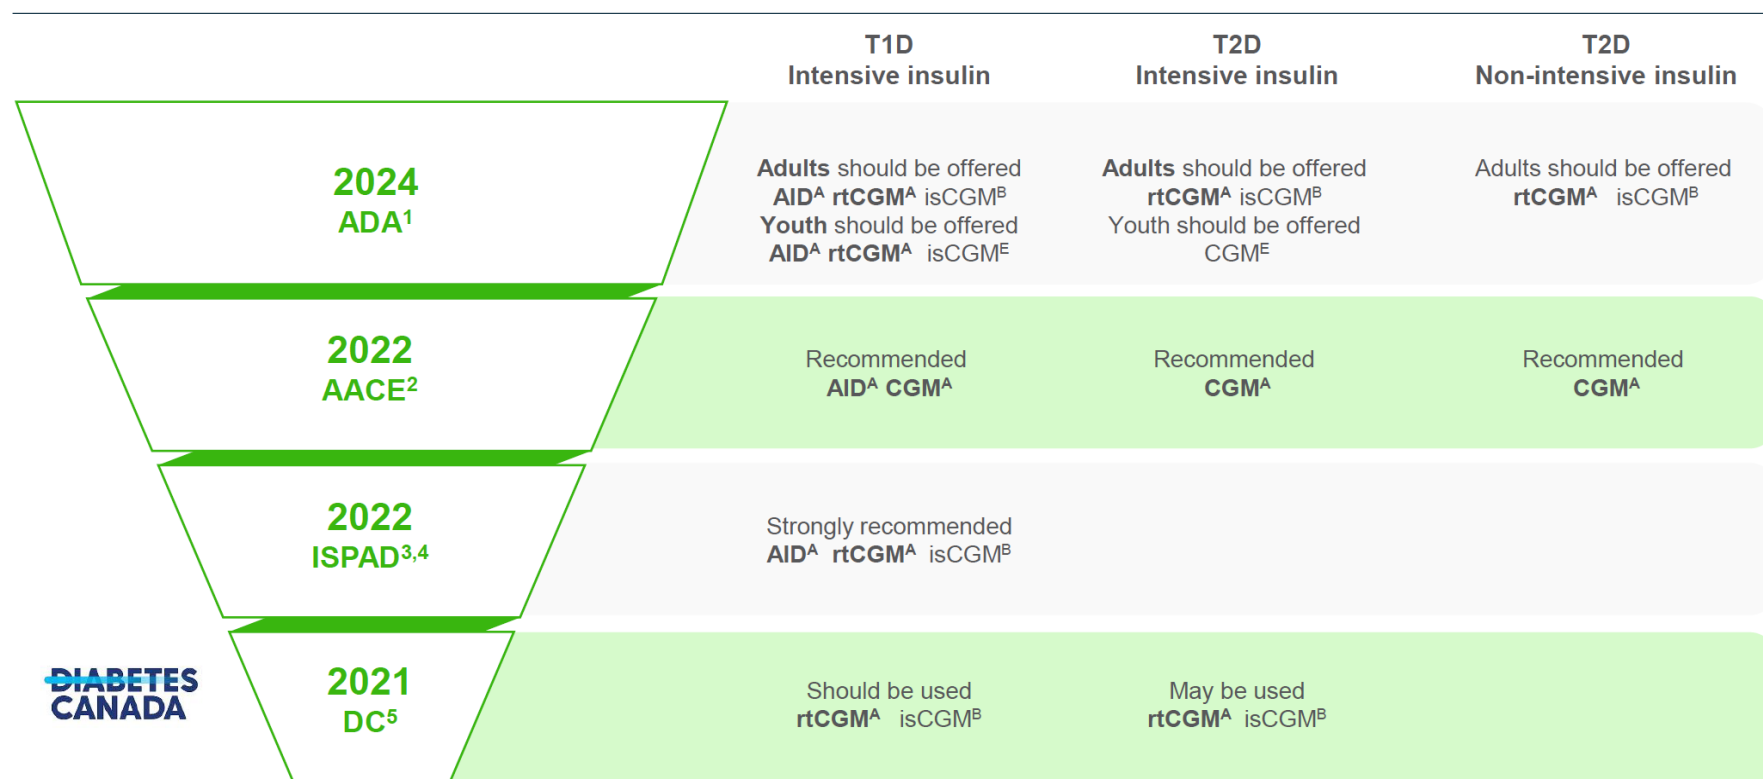 T1D
Intensive insulin
T2D
Intensive insulin
T2D
Non-intensive insulin
2024
ADA¹
Adults should be offered
AIDᴬ rtCGMᴬ isCGMᴮ
Youth should be offered
AIDᴬ rtCGMᴬ isCGMᴱ
Adults should be offered
rtCGMᴬ isCGMᴮ
Youth should be offered
CGMᴱ
Adults should be offered
rtCGMᴬ isCGMᴮ
2022
AACE²
Recommended
AIDᴬ CGMᴬ
Recommended
CGMᴬ
Recommended
CGMᴬ
2022
ISPAD³,⁴
Strongly recommended
AIDᴬ rtCGMᴬ isCGMᴮ
DIABETES
CANADA
2021
DC⁵
Should be used
rtCGMᴬ isCGMᴮ
May be used
rtCGMᴬ isCGMᴮ